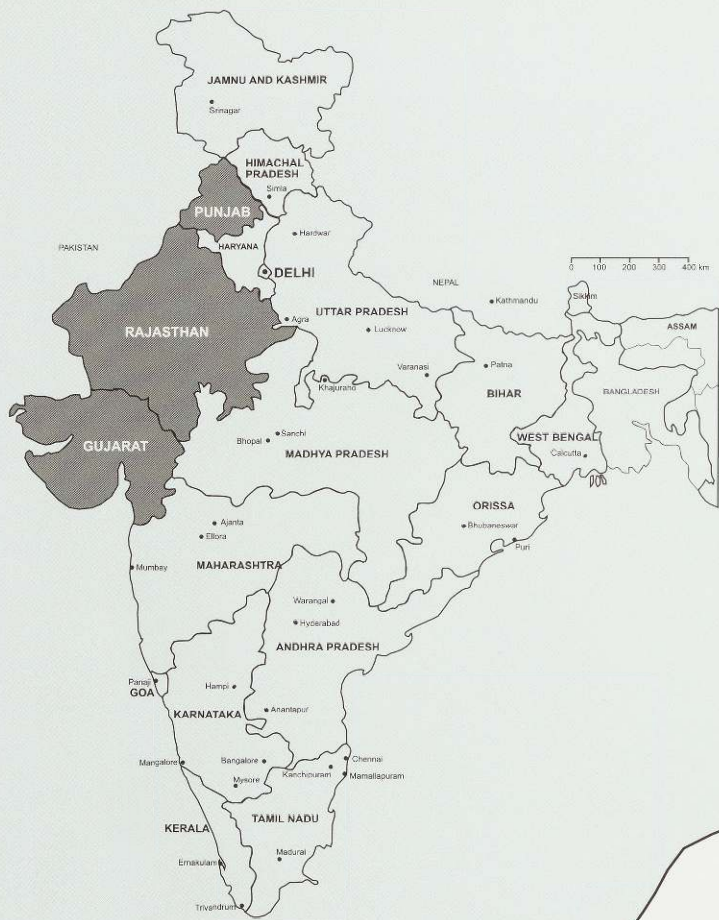 JAMNU AND KASHMIR
Srinagar
HIMACHAL
PRADESH
Simla
PUNJAB
PAKISTAN
HARYANA
Hardwar
DELHI
NEPAL
0 100 200 400 km
Kathmandu
Sikkim
RAJASTHAN
Agra
UTTAR PRADESH
Lucknow
ASSAM
Varanasi
Patna
Khajuraho
BIHAR
BANGLADESH
GUJARAT
Sanchi
Bhopal
MADHYA PRADESH
WEST BENGAL
Calcutta
ORISSA
Ajanta
Ellora
Bhubaneswar
Puri
Mumbay
MAHARASHTRA
Warangal
Hyderabad
ANDHRA PRADESH
Panaji
GOA
Hampi
KARNATAKA
Anantapur
Mangalore
Bangalore
Chennai
Kanchipuram
Mamallapuram
Mysore
TAMIL NADU
KERALA
Madurai
Ernakulam
Trivandrum